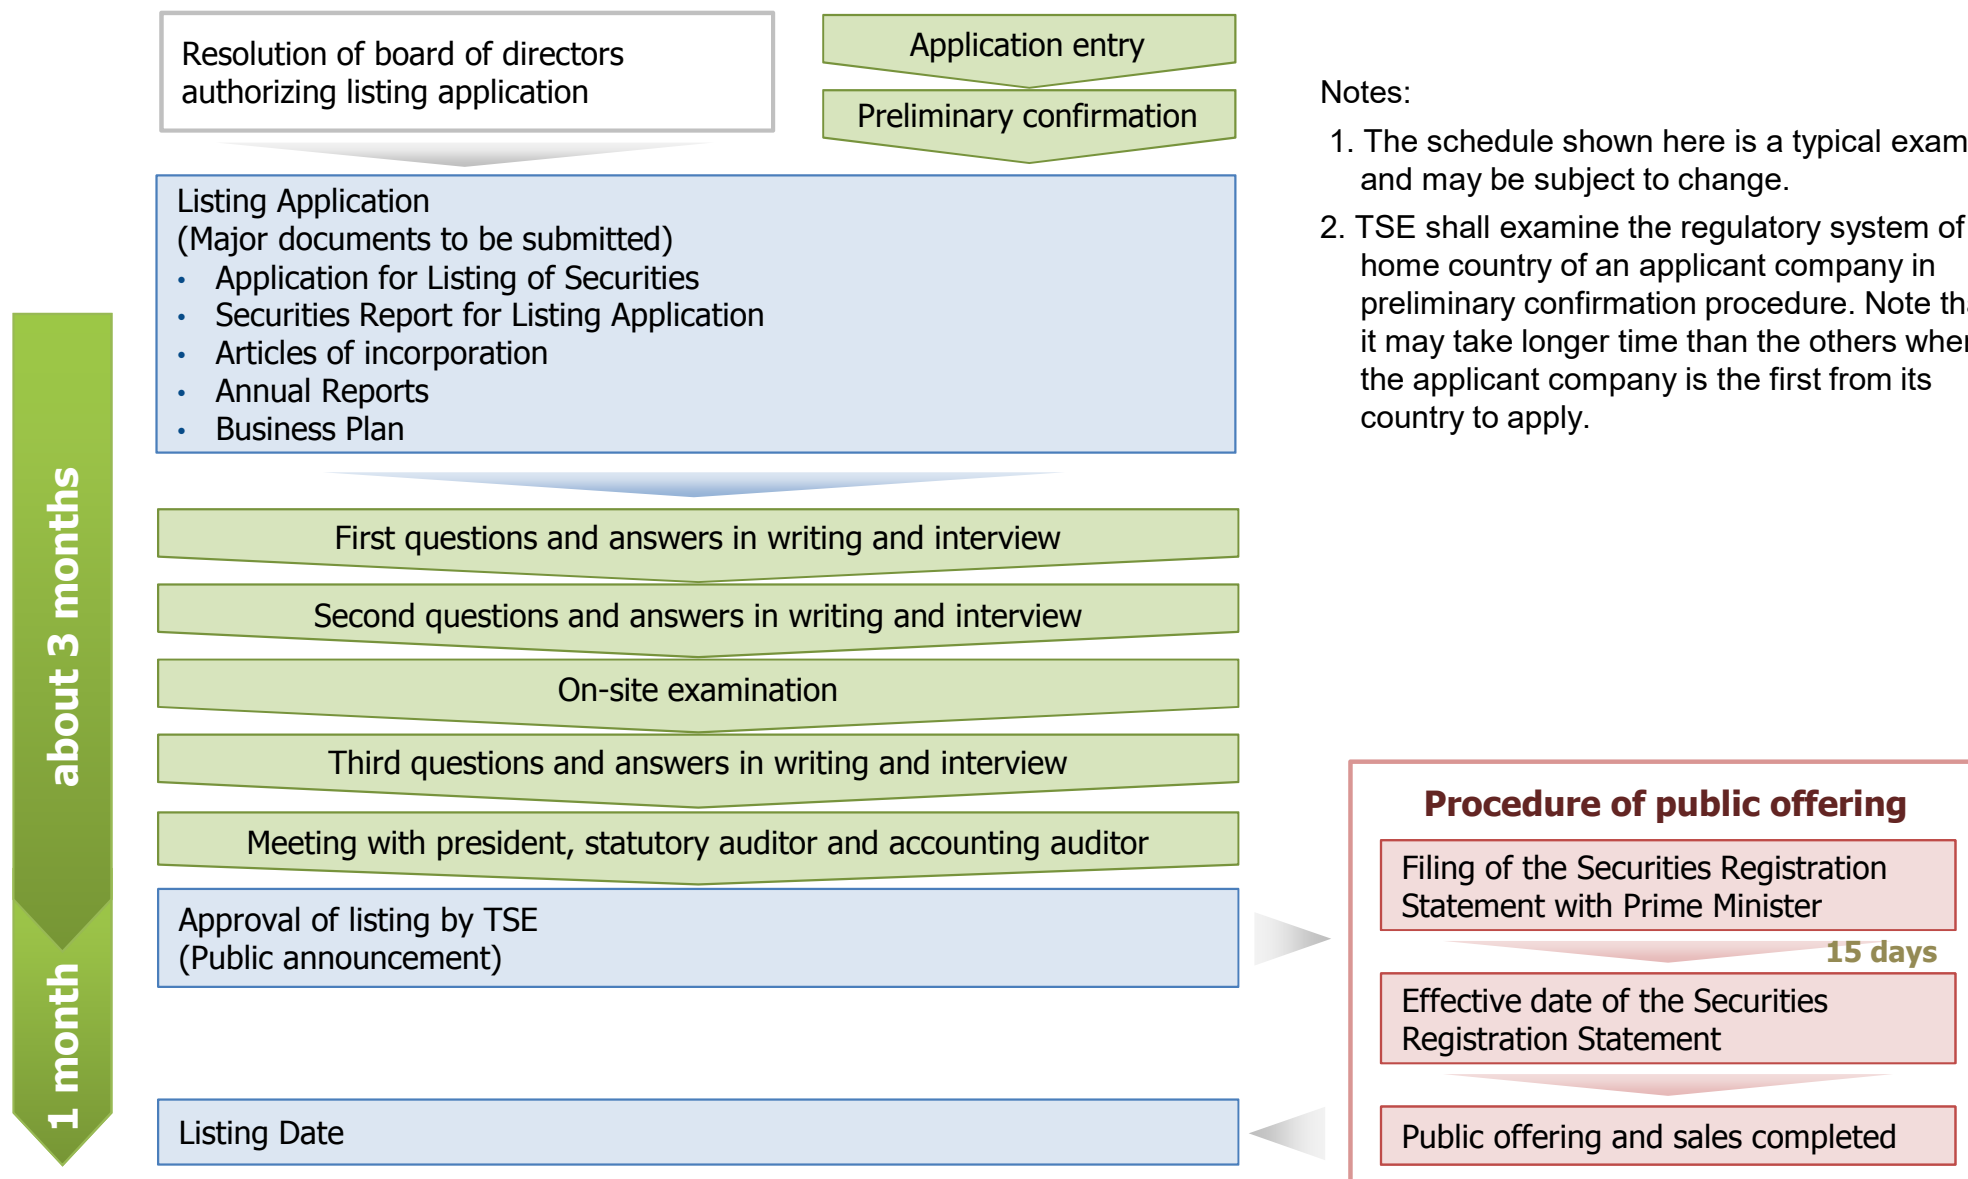 Resolution of board of directors
authorizing listing application
Application entry
Preliminary confirmation
Notes:
1. The schedule shown here is a typical exam
and may be subject to change.
2. TSE shall examine the regulatory system of
home country of an applicant company in
preliminary confirmation procedure. Note th
it may take longer time than the others whe
the applicant company is the first from its
country to apply.
Listing Application
(Major documents to be submitted)
• Application for Listing of Securities
• Securities Report for Listing Application
• Articles of incorporation
• Annual Reports
• Business Plan
about 3 months
First questions and answers in writing and interview
Second questions and answers in writing and interview
On-site examination
Third questions and answers in writing and interview
Meeting with president, statutory auditor and accounting auditor
Approval of listing by TSE
(Public announcement)
1 month
Listing Date
Procedure of public offering
Filing of the Securities Registration
Statement with Prime Minister
15 days
Effective date of the Securities
Registration Statement
Public offering and sales completed